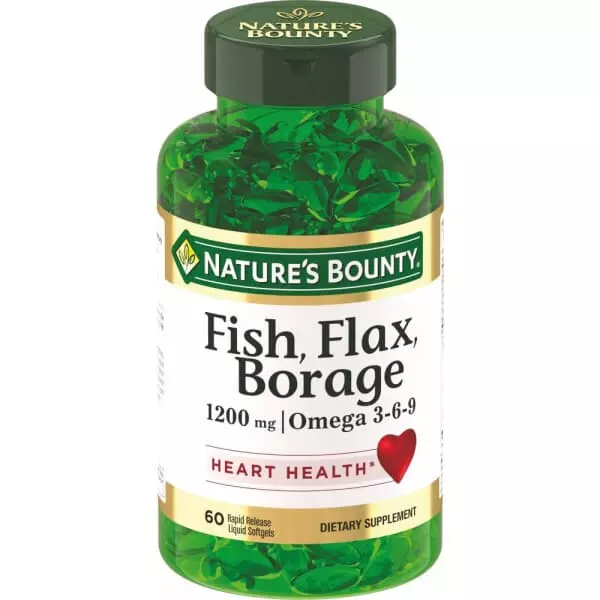 NATURE'S
BOUNTY
NATURE'S BOUNTY®
Fish, Flax,
Borage
1200 mg | Omega 3-6-9
HEART HEALTH*
60 Rapid Release
Liquid Softgels
DIETARY SUPPLEMENT